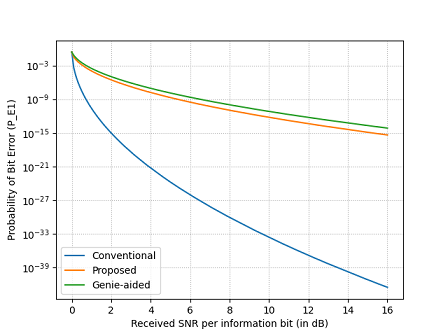 10⁻³
10⁻⁹
10⁻¹⁵
10⁻²¹
10⁻²⁷
10⁻³³
10⁻³⁹
Probability of Bit Error (P_E1)
Conventional
Proposed
Genie-aided
0 2 4 6 8 10 12 14 16
Received SNR per information bit (in dB)